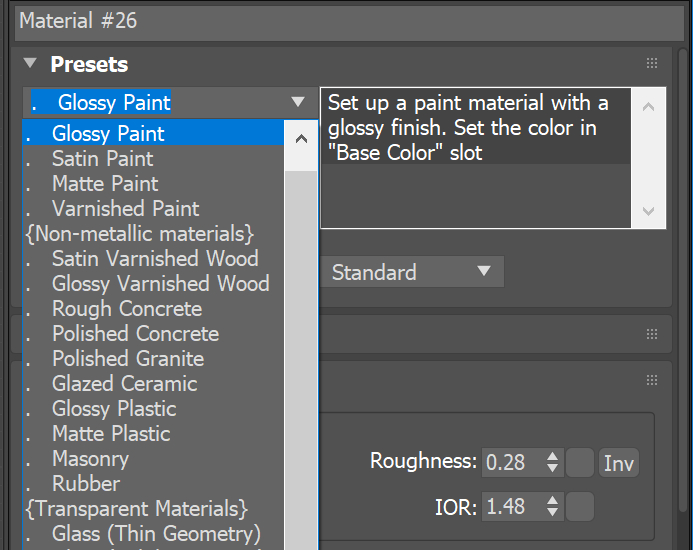 Material #26
Presets
. Glossy Paint
Set up a paint material with a
glossy finish. Set the color in
"Base Color" slot
. Glossy Paint
. Satin Paint
. Matte Paint
. Varnished Paint
{Non-metallic materials}
. Satin Varnished Wood
. Glossy Varnished Wood
. Rough Concrete
. Polished Concrete
. Polished Granite
. Glazed Ceramic
. Glossy Plastic
. Matte Plastic
. Masonry
. Rubber
{Transparent Materials}
. Glass (Thin Geometry)
Standard
Roughness: 0.28 Inv
IOR: 1.48